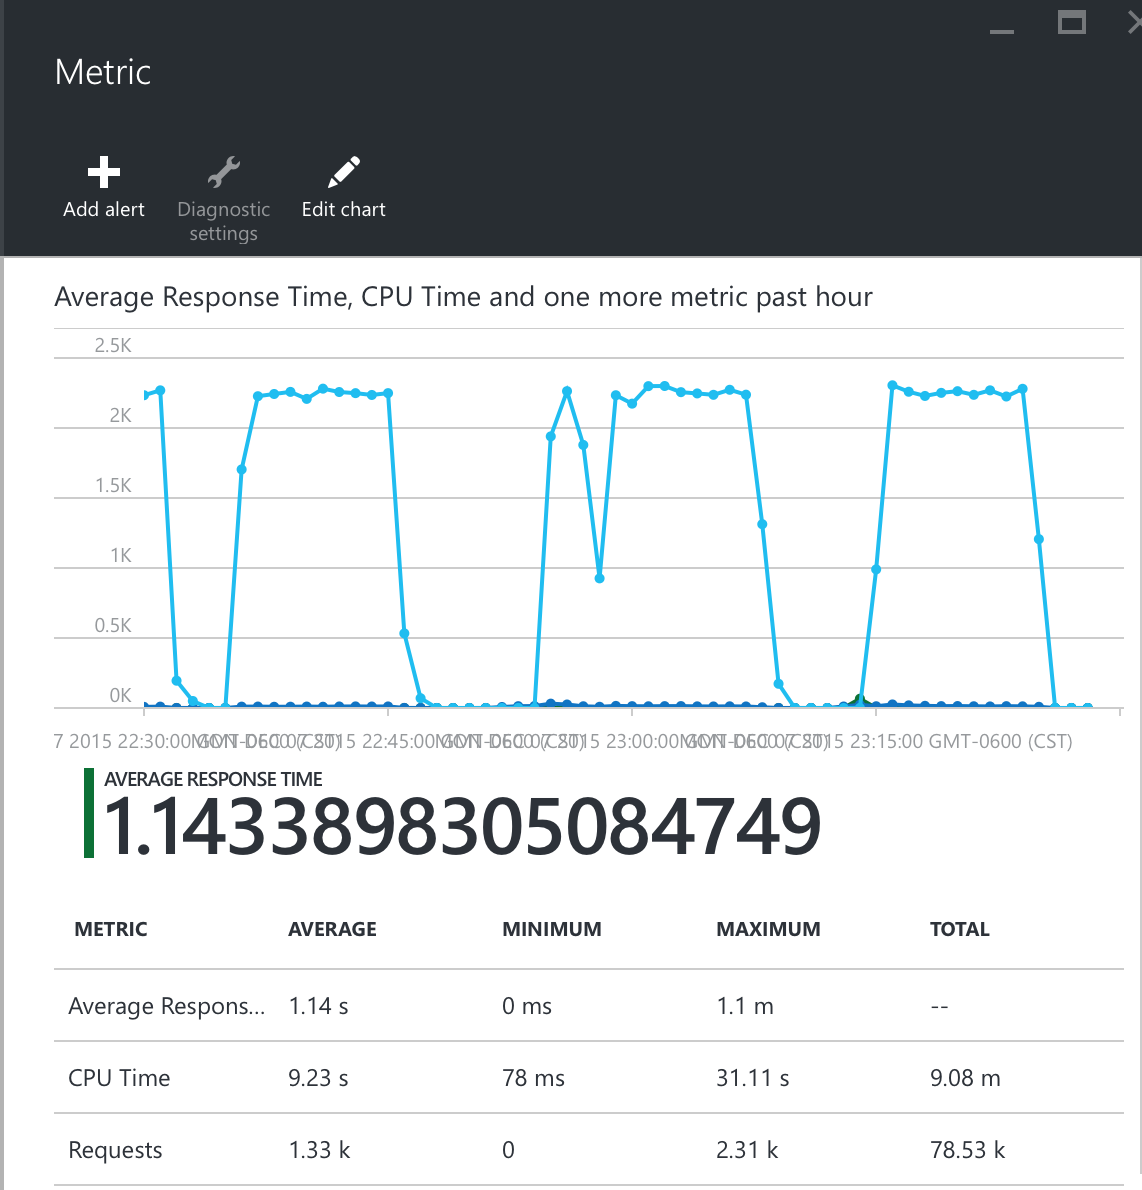 Metric
Add alert
Diagnostic settings
Edit chart
Average Response Time, CPU Time and one more metric past hour
2.5K
2K
1.5K
1K
0.5K
0K
7 2015 22:30:00 2015 22:45:00 2015 23:00:00 2015 23:15:00 GMT-0600 (CST)
AVERAGE RESPONSE TIME
1.1433898305084749
METRIC AVERAGE MINIMUM MAXIMUM TOTAL
Average Respons... 1.14 s 0 ms 1.1 m --
CPU Time 9.23 s 78 ms 31.11 s 9.08 m
Requests 1.33 k 0 2.31 k 78.53 k